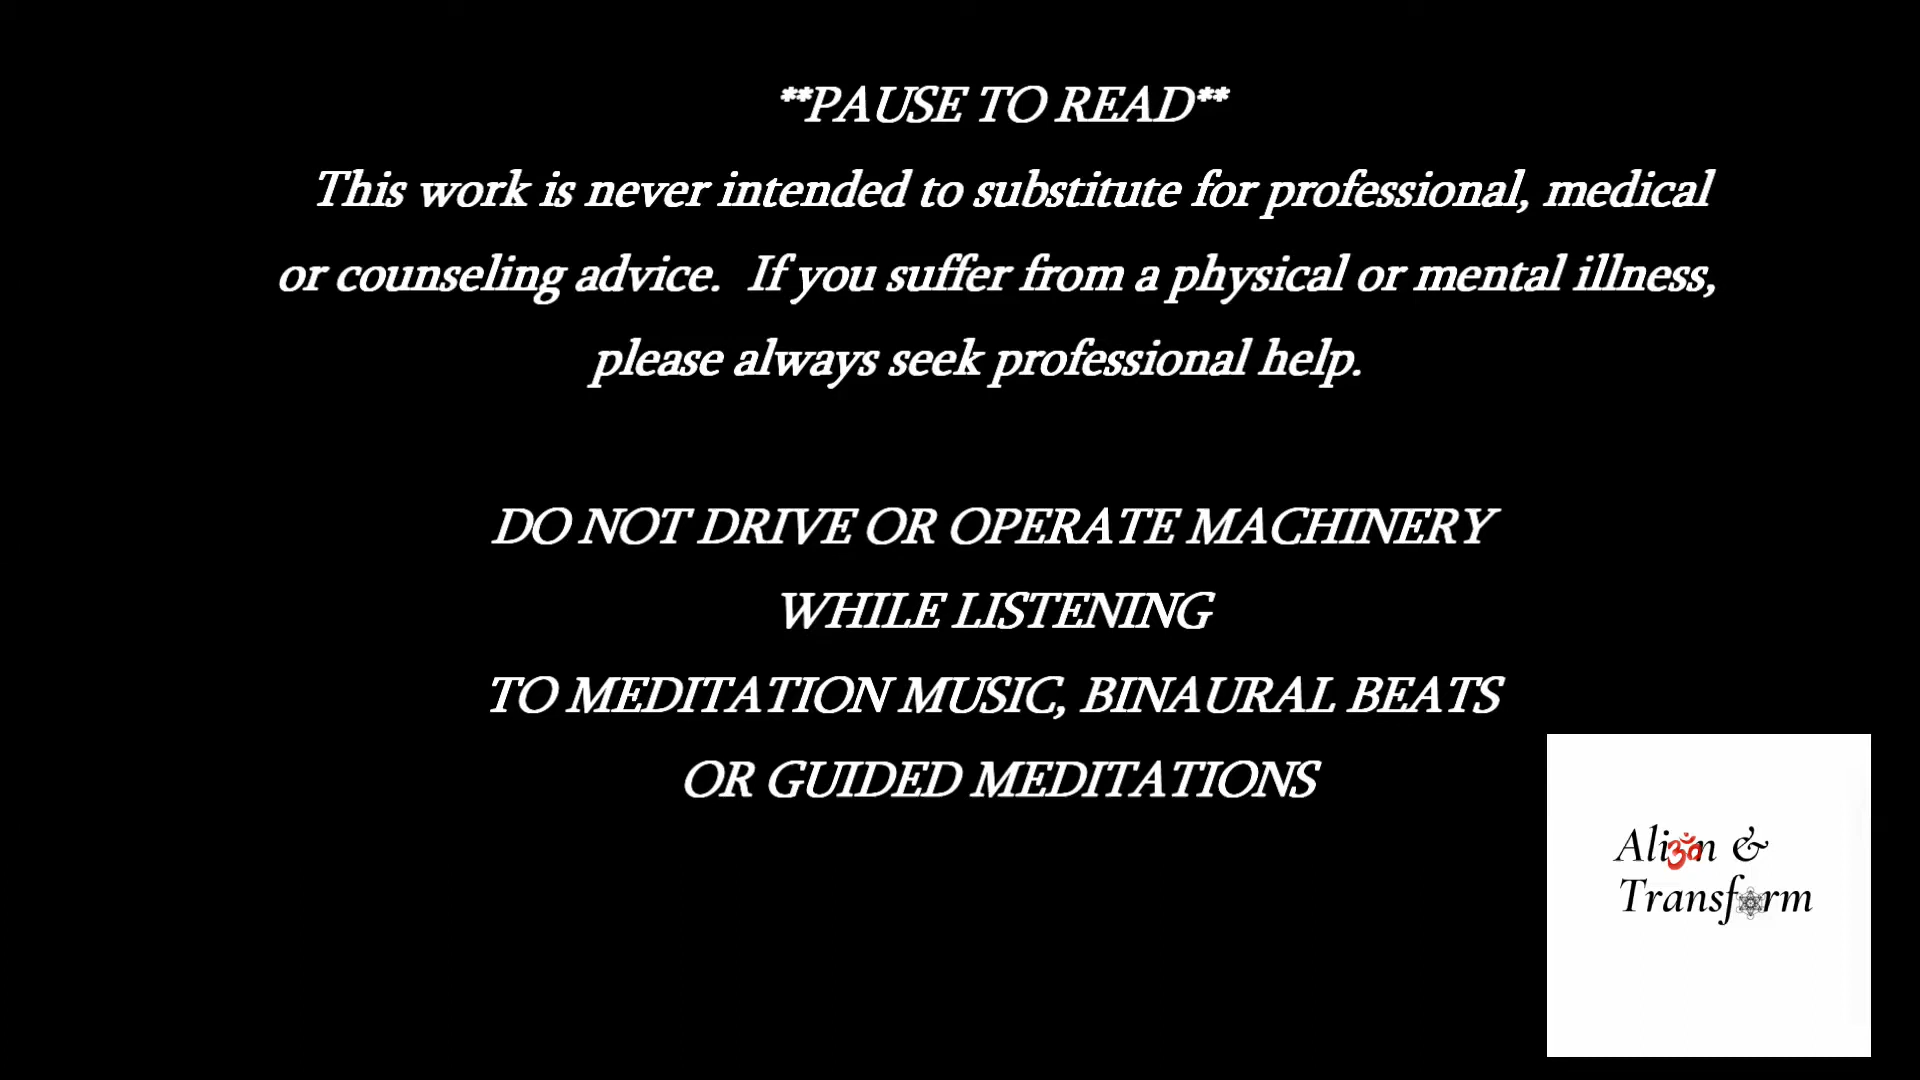 **PAUSE TO READ**
This work is never intended to substitute for professional, medical
or counseling advice.  If you suffer from a physical or mental illness,
please always seek professional help.
DO NOT DRIVE OR OPERATE MACHINERY
WHILE LISTENING
TO MEDITATION MUSIC, BINAURAL BEATS
OR GUIDED MEDITATIONS
Aliॐn &
Transform